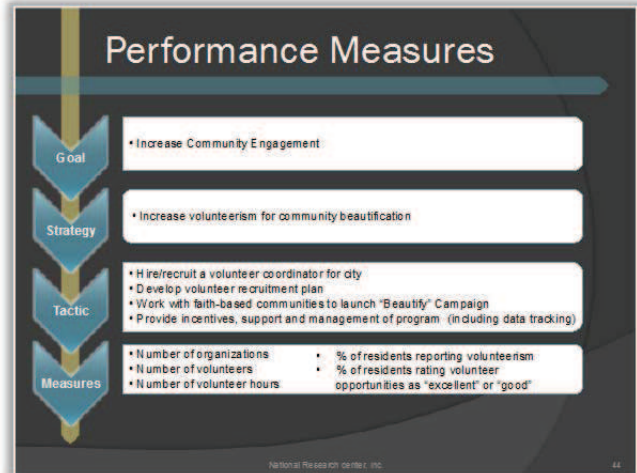 Performance Measures
Goal
• Increase Community Engagement
Strategy
• Increase volunteerism for community beautification
Tactic
• Hire/recruit a volunteer coordinator for city
• Develop volunteer recruitment plan
• Work with faith-based communities to launch "Beautify" Campaign
• Provide incentives, support and management of program (including data tracking)
Measures
• Number of organizations
• Number of volunteers
• Number of volunteer hours
• % of residents reporting volunteerism
• % of residents rating volunteer
opportunities as "excellent" or "good"
National Research center, inc.
44